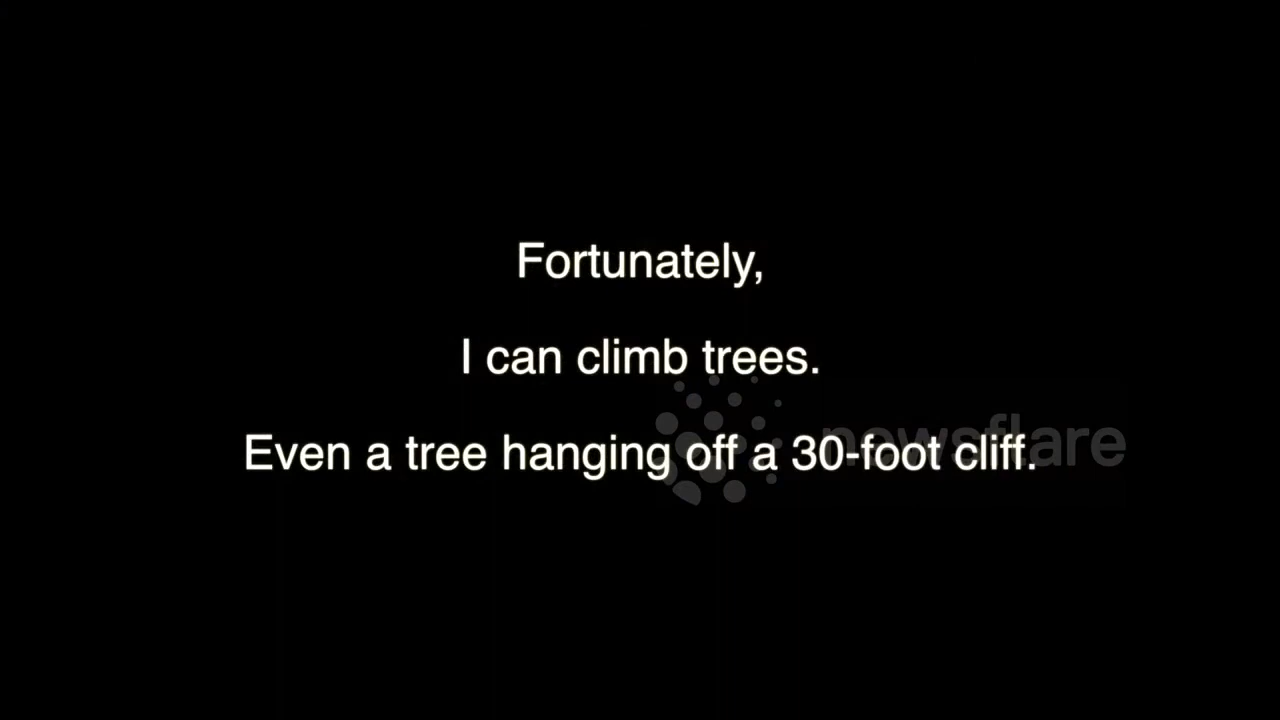 Fortunately,
I can climb trees.
Even a tree hanging off a 30-foot cliff.
newsflare